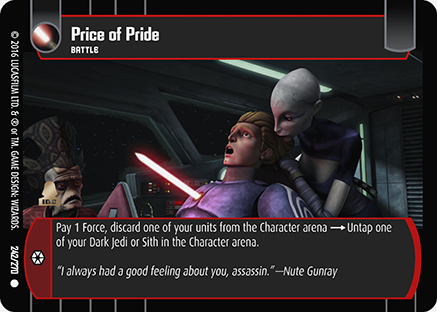 Price of Pride
BATTLE
Pay 1 Force, discard one of your units from the Character arena → Untap one
of your Dark Jedi or Sith in the Character arena.
"I always had a good feeling about you, assassin." —Nute Gunray
© 2016 LUCASFILM LTD. & ® or TM. GAME DESIGN: WIZARDS.
242/270